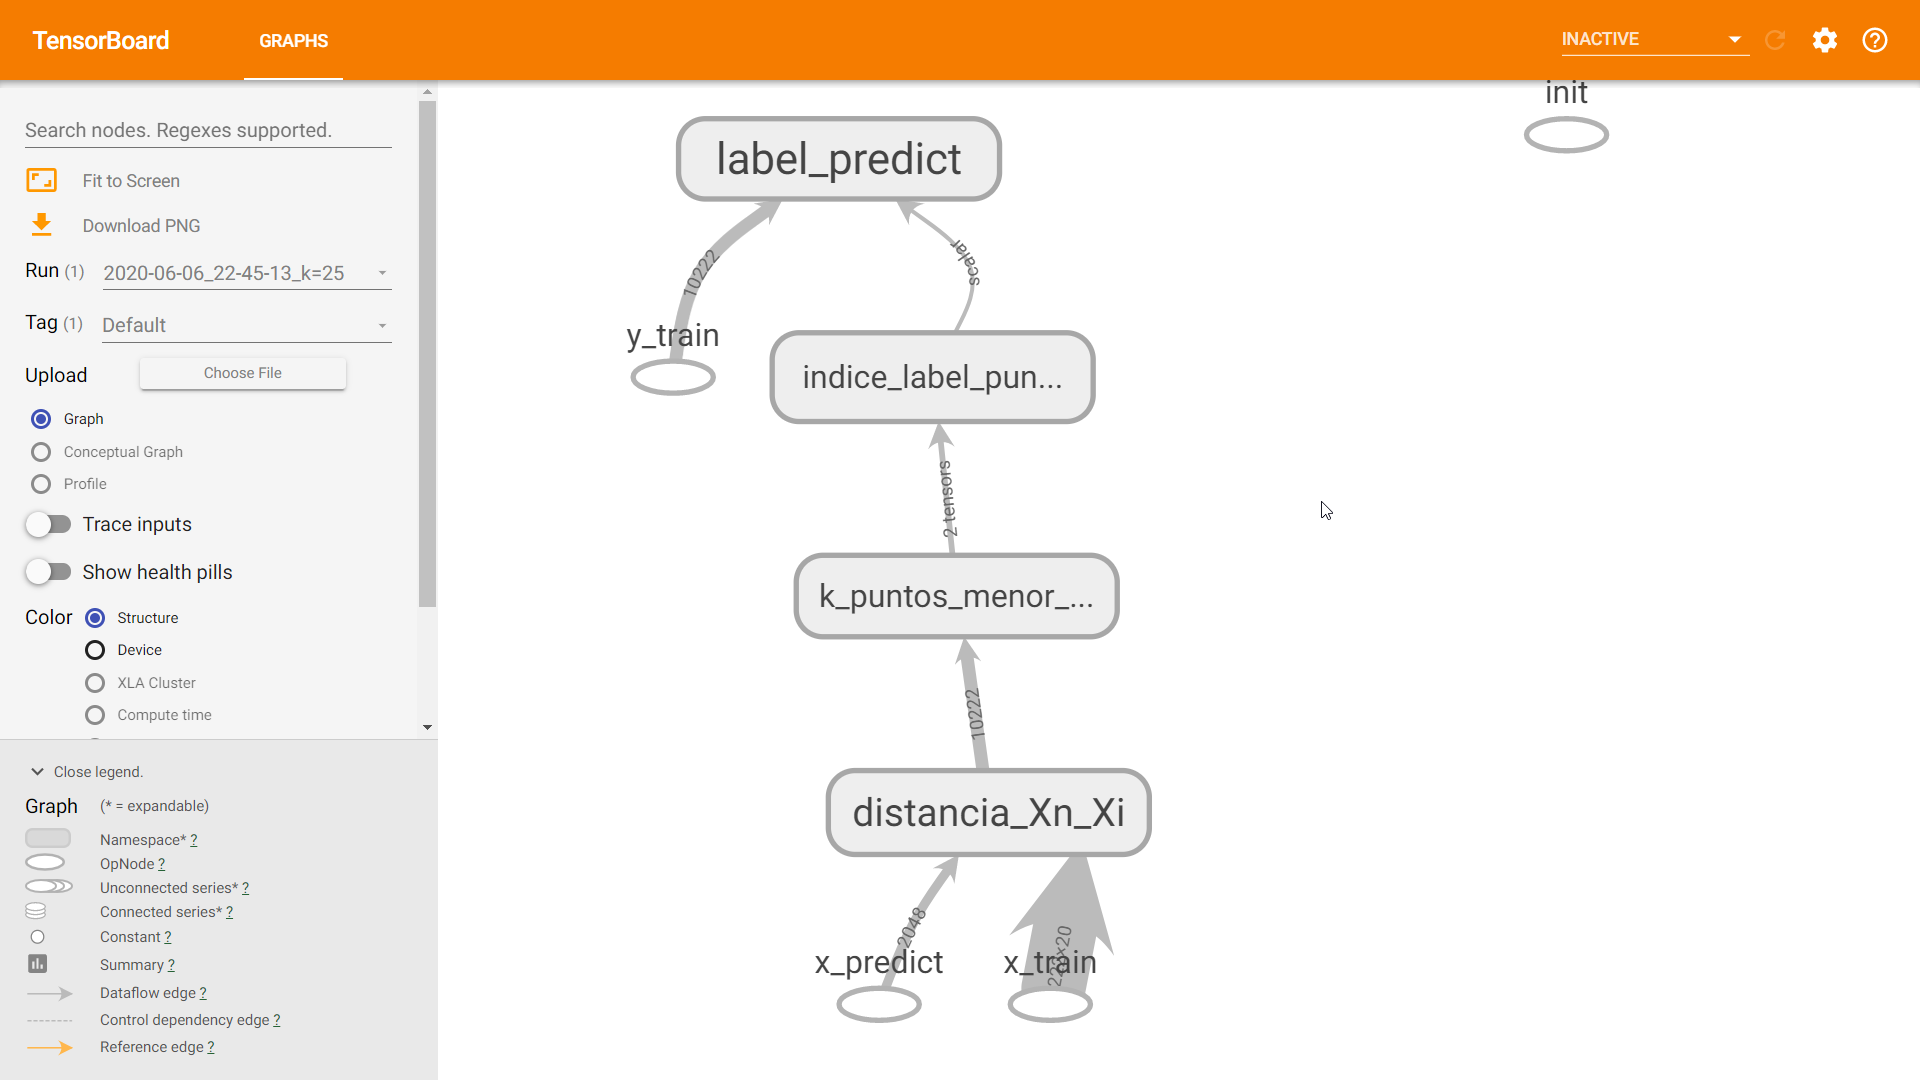 TensorBoard
GRAPHS
INACTIVE
Search nodes. Regexes supported.
Fit to Screen
Download PNG
Run (1) 2020-06-06_22-45-13_k=25
Tag (1) Default
Upload Choose File
Graph
Conceptual Graph
Profile
Trace inputs
Show health pills
Color Structure
Device
XLA Cluster
Compute time
Close legend.
Graph (* = expandable)
Namespace* ?
OpNode ?
Unconnected series* ?
Connected series* ?
Constant ?
Summary ?
Dataflow edge ?
Control dependency edge ?
Reference edge ?
init
label_predict
10222
scalar
y_train
indice_label_pun...
2 tensors
k_puntos_menor_...
10222
distancia_Xn_Xi
2048
x_predict
x_train